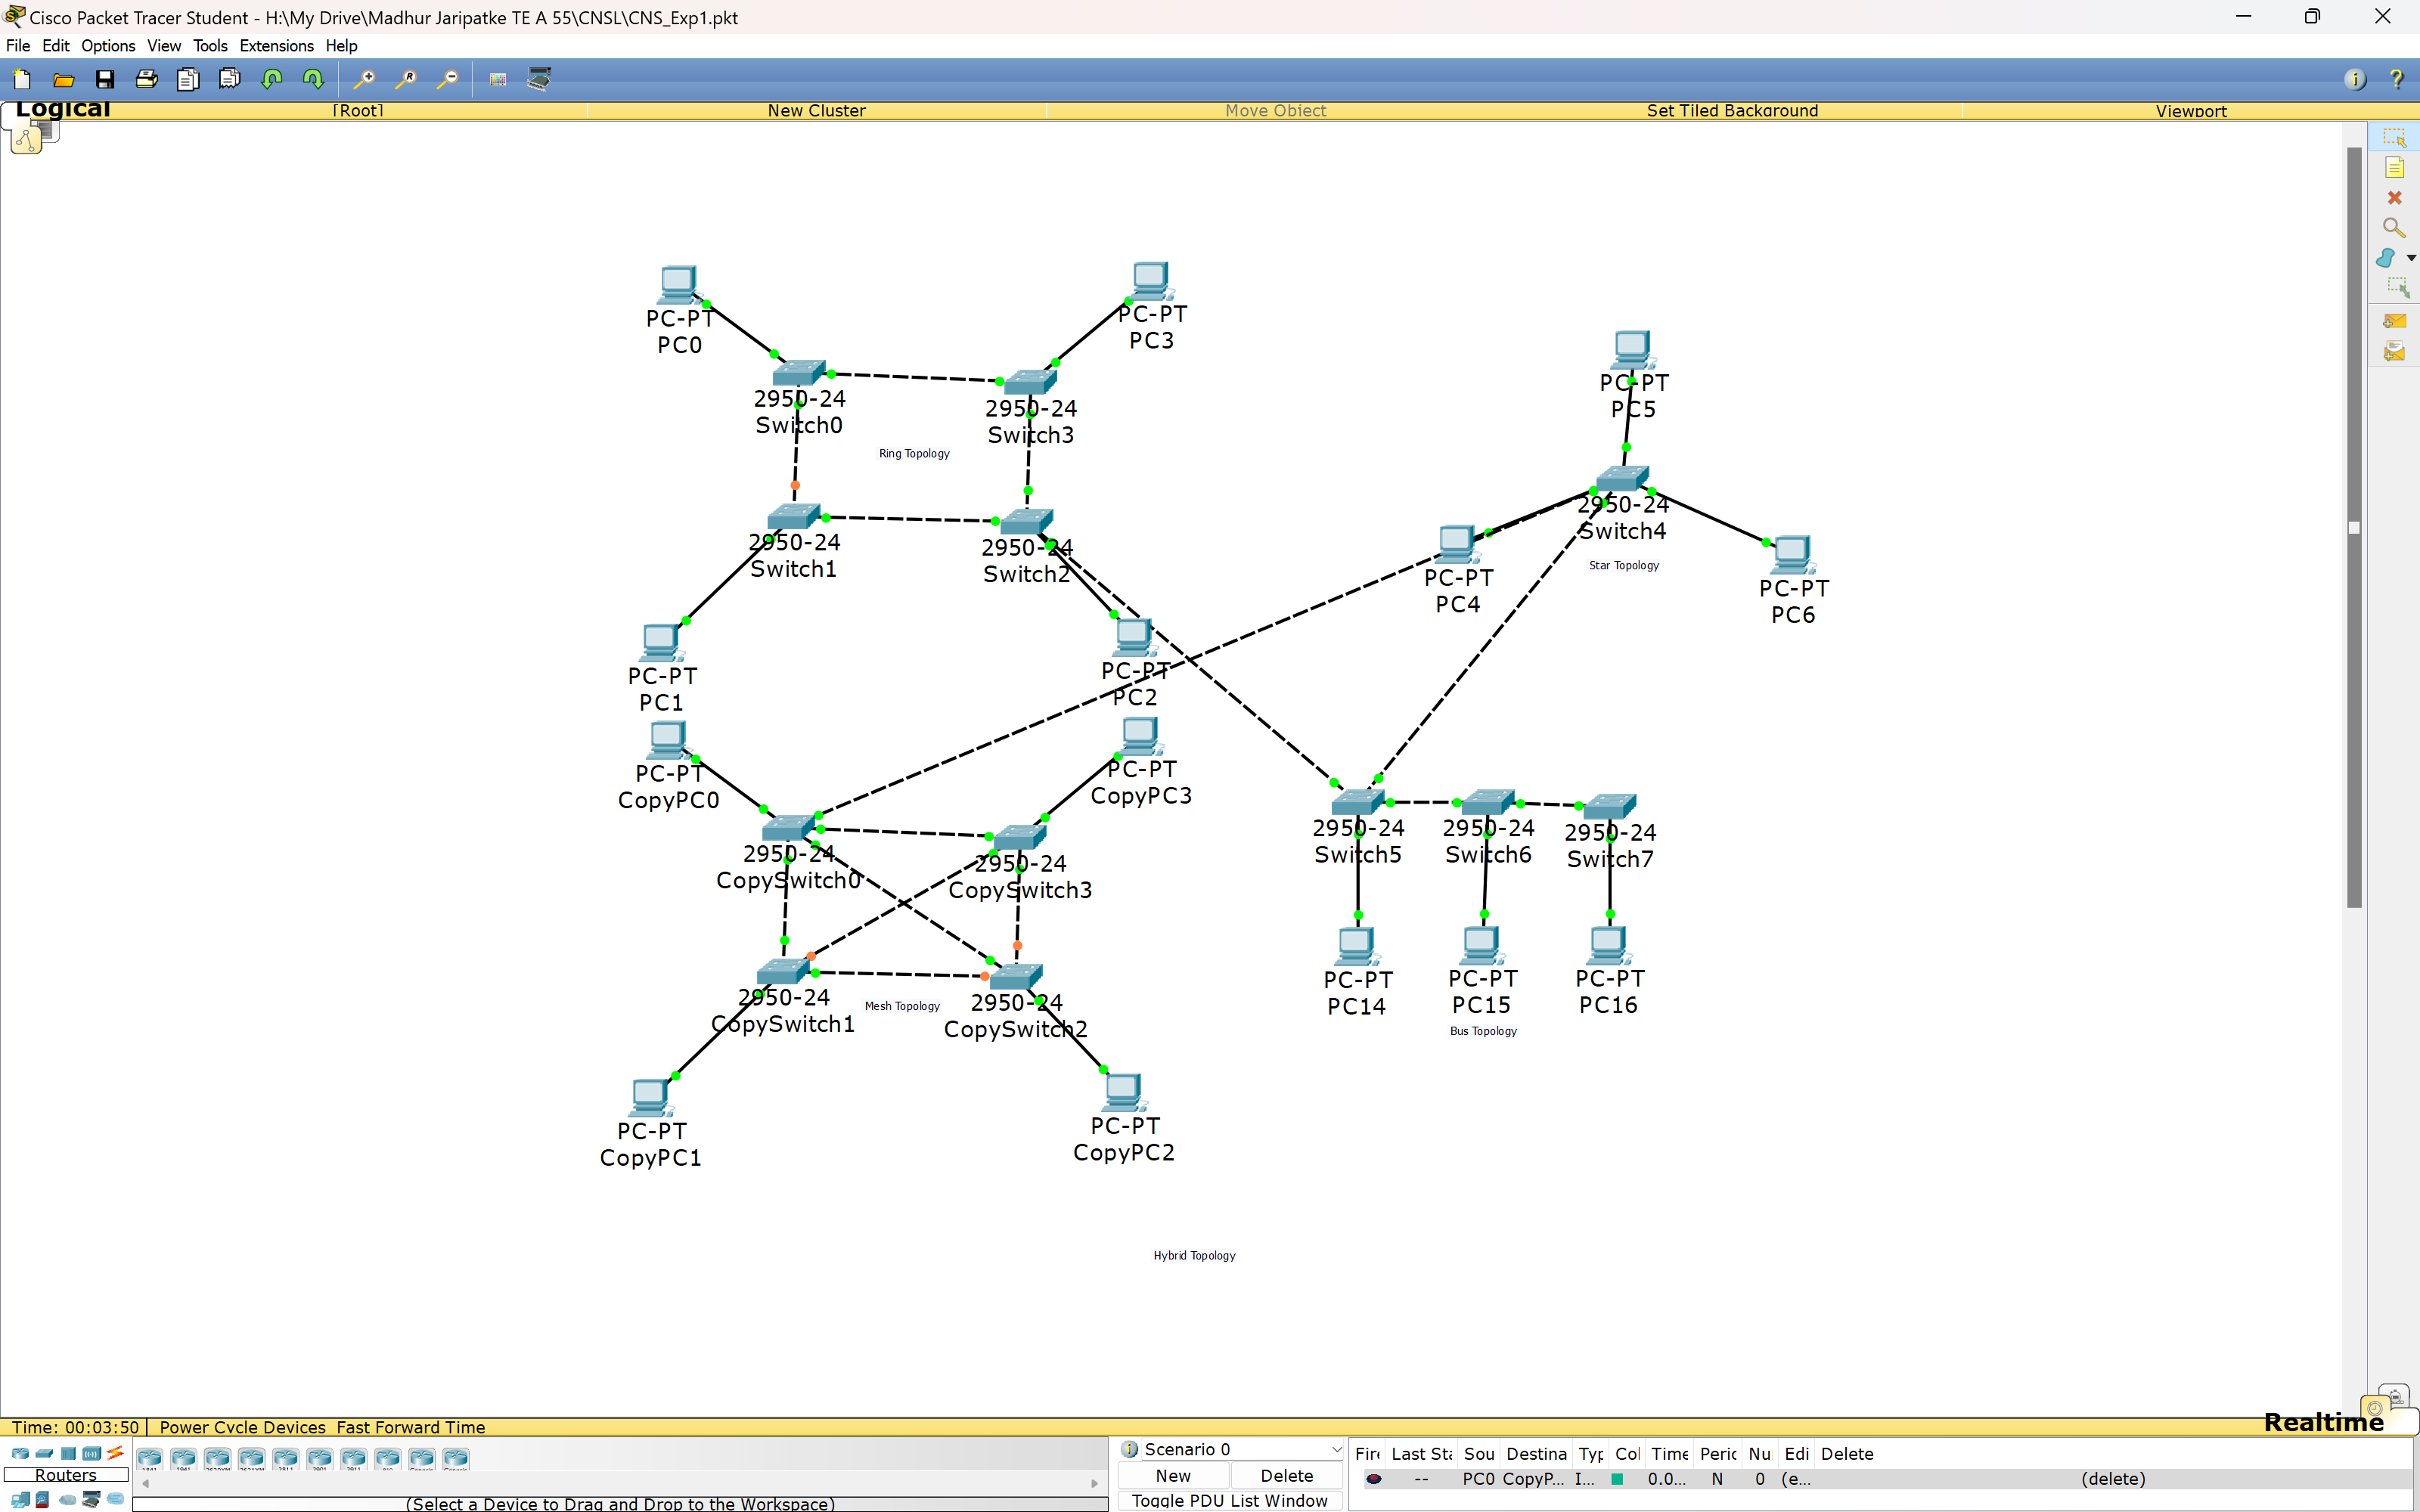 Cisco Packet Tracer Student - H:\My Drive\Madhur Jaripatke TE A 55\CNSL\CNS_Exp1.pkt
File Edit Options View Tools Extensions Help
Logical [Root] New Cluster Move Object Set Tiled Background Viewport
PC-PT
PC0
PC-PT
PC3
2950-24
Switch0
2950-24
Switch3
Ring Topology
2950-24
Switch1
2950-24
Switch2
PC-PT
PC1
PC-PT
PC2
PC-PT
PC5
2950-24
Switch4
Star Topology
PC-PT
PC4
PC-PT
PC6
PC-PT
CopyPC0
PC-PT
CopyPC3
2950-24
CopySwitch0
2950-24
CopySwitch3
2950-24
CopySwitch1
Mesh Topology
2950-24
CopySwitch2
PC-PT
CopyPC1
PC-PT
CopyPC2
2950-24
Switch5
2950-24
Switch6
2950-24
Switch7
PC-PT
PC14
PC-PT
PC15
PC-PT
PC16
Bus Topology
Hybrid Topology
Time: 00:03:50 Power Cycle Devices Fast Forward Time Realtime
Routers
(Select a Device to Drag and Drop to the Workspace)
Scenario 0
New Delete
Toggle PDU List Window
Fire Last Sta Sou Destina Typ Col Time Peric Nu Edi Delete
-- PC0 CopyP... I... 0.0... N 0 (e... (delete)